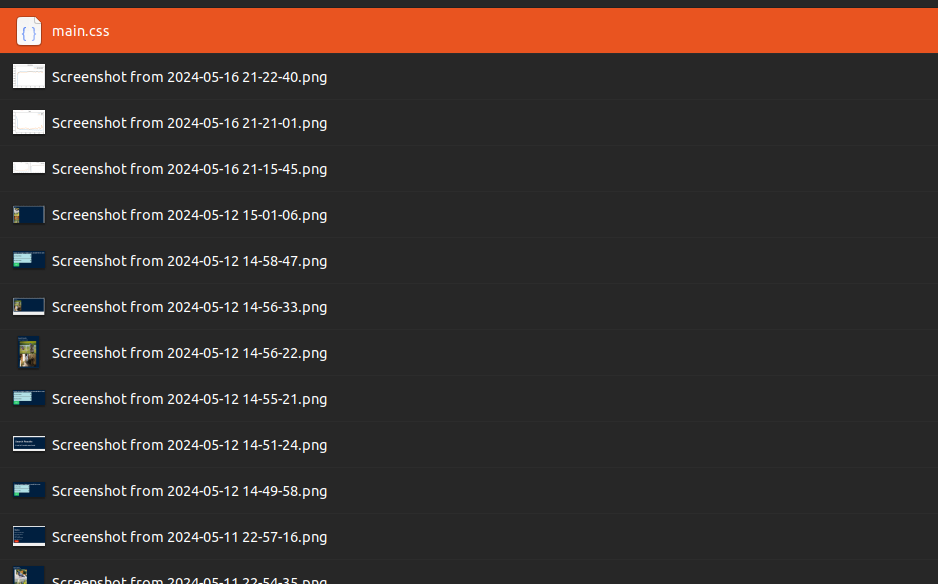 main.css
Screenshot from 2024-05-16 21-22-40.png
Screenshot from 2024-05-16 21-21-01.png
Screenshot from 2024-05-16 21-15-45.png
Screenshot from 2024-05-12 15-01-06.png
Screenshot from 2024-05-12 14-58-47.png
Screenshot from 2024-05-12 14-56-33.png
Screenshot from 2024-05-12 14-56-22.png
Screenshot from 2024-05-12 14-55-21.png
Screenshot from 2024-05-12 14-51-24.png
Screenshot from 2024-05-12 14-49-58.png
Screenshot from 2024-05-11 22-57-16.png
Screenshot from 2024-05-11 22-54-35.png